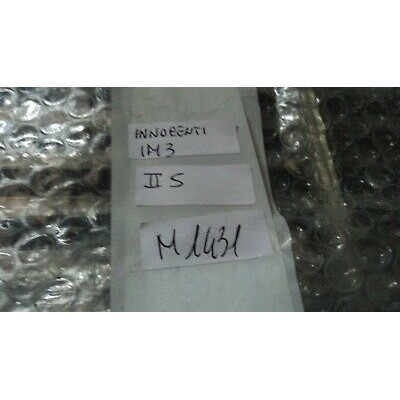 INNOCENTI
IM3
II S
M1431